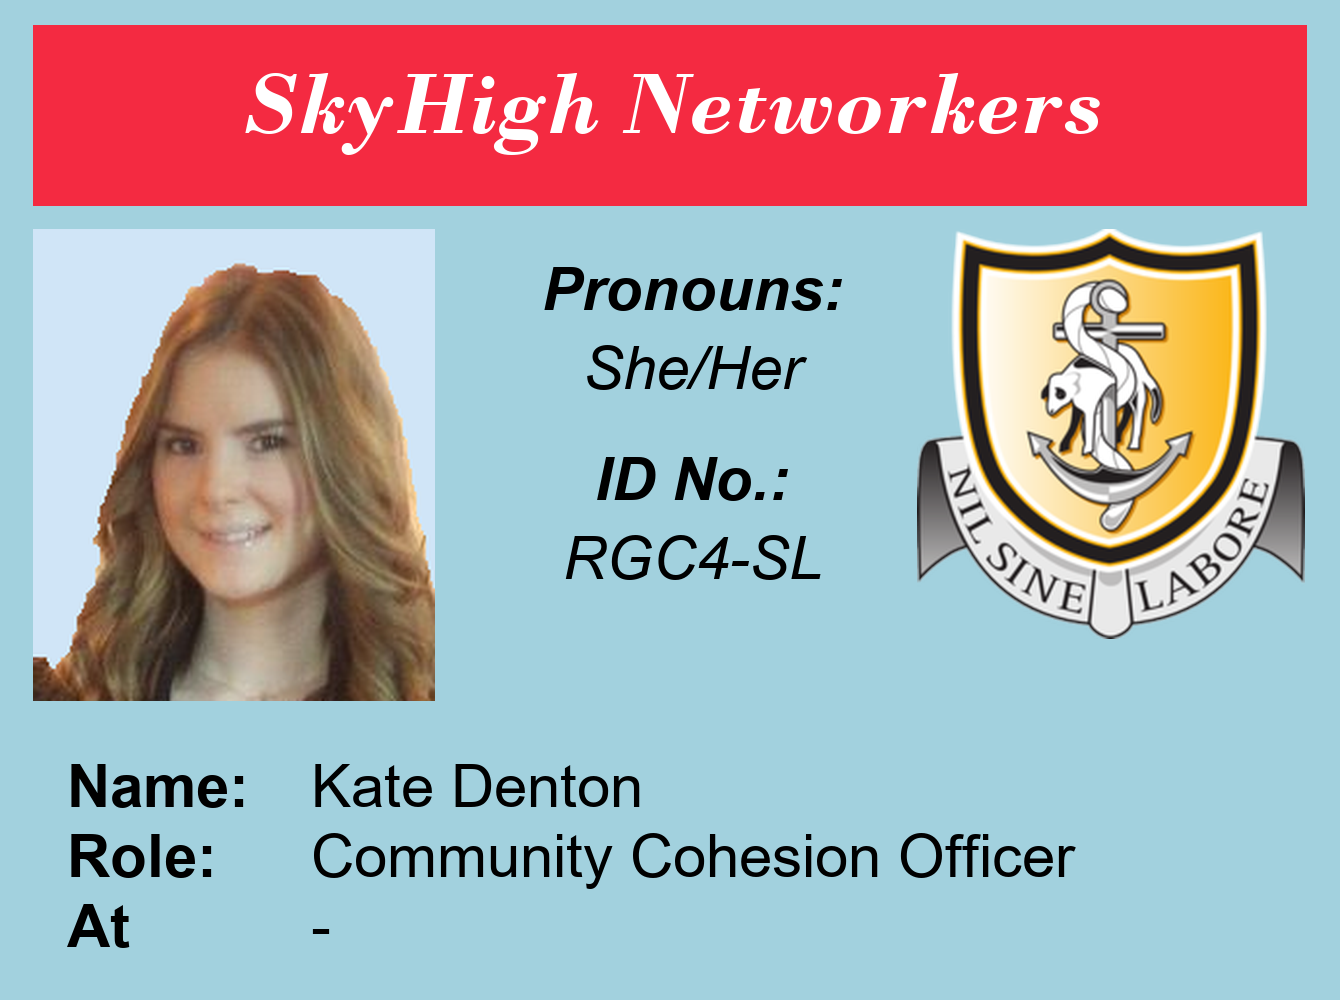 SkyHigh Networkers
Pronouns:
She/Her
ID No.:
RGC4-SL
NIL SINE LABORE
Name: Kate Denton
Role: Community Cohesion Officer
At -